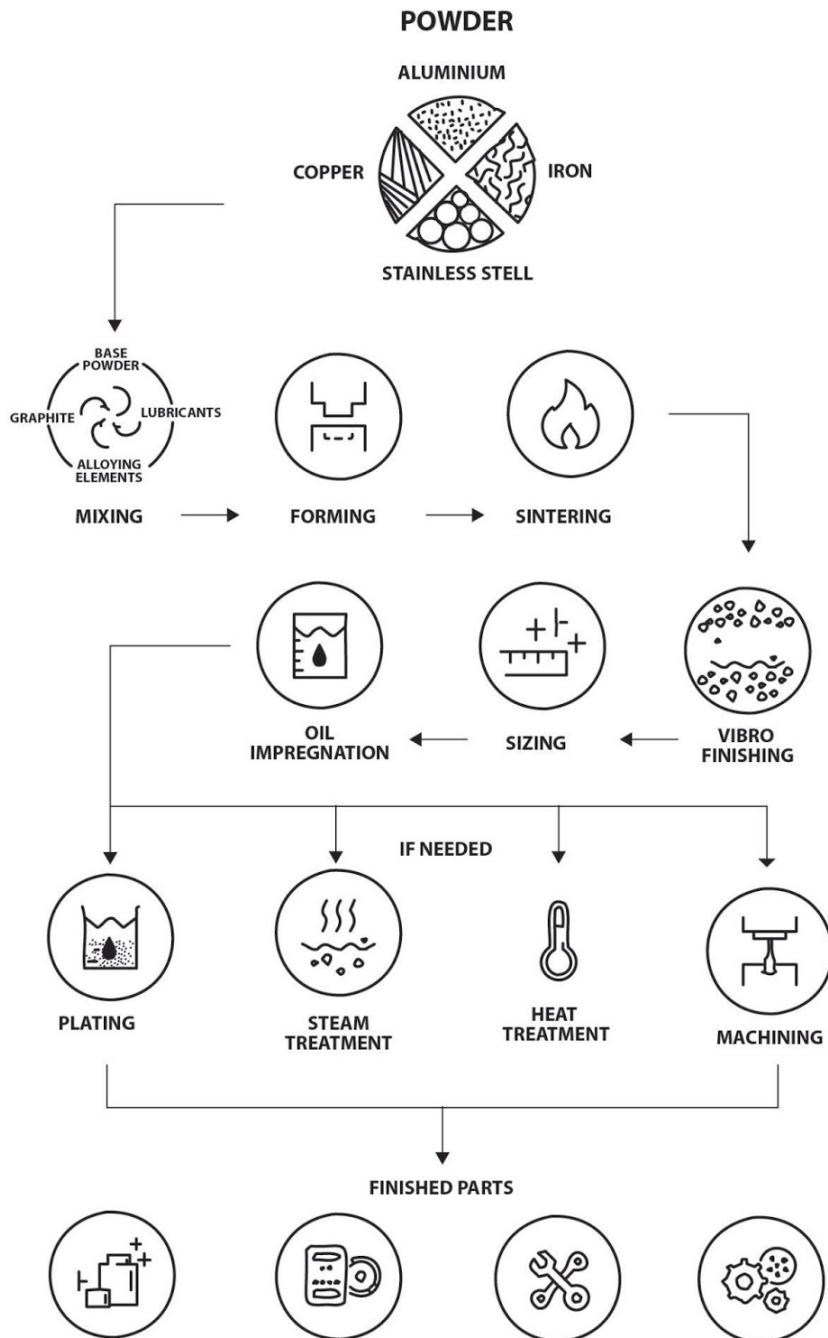 POWDER
ALUMINIUM
COPPER
IRON
STAINLESS STELL
BASE
POWDER
GRAPHITE
LUBRICANTS
ALLOYING
ELEMENTS
MIXING
FORMING
SINTERING
OIL
IMPREGNATION
SIZING
VIBRO
FINISHING
IF NEEDED
PLATING
STEAM
TREATMENT
HEAT
TREATMENT
MACHINING
FINISHED PARTS